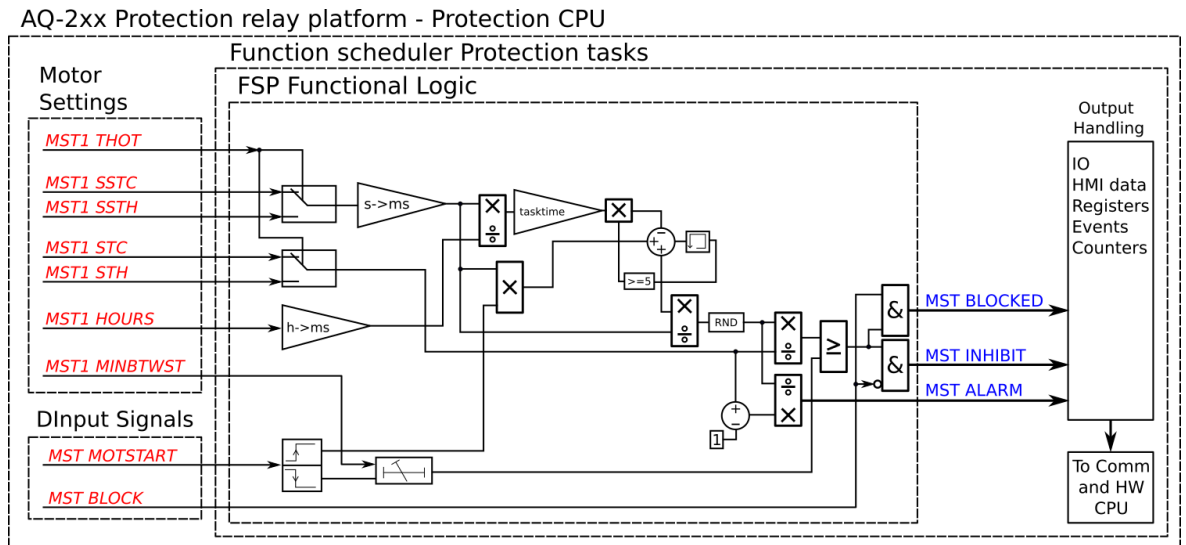 AQ-2xx Protection relay platform - Protection CPU
Function scheduler Protection tasks
FSP Functional Logic
Motor
Settings
MST1 THOT
MST1 SSTC
MST1 SSTH
MST1 STC
MST1 STH
MST1 HOURS
MST1 MINBTWST
DInput Signals
MST MOTSTART
MST BLOCK
s->ms
h->ms
×
÷
tasktime
×
×
−
+
+
>=5
×
÷
RND
×
÷
÷
×
+
−
1
≥
&
&
MST BLOCKED
MST INHIBIT
MST ALARM
Output
Handling
IO
HMI data
Registers
Events
Counters
To Comm
and HW
CPU